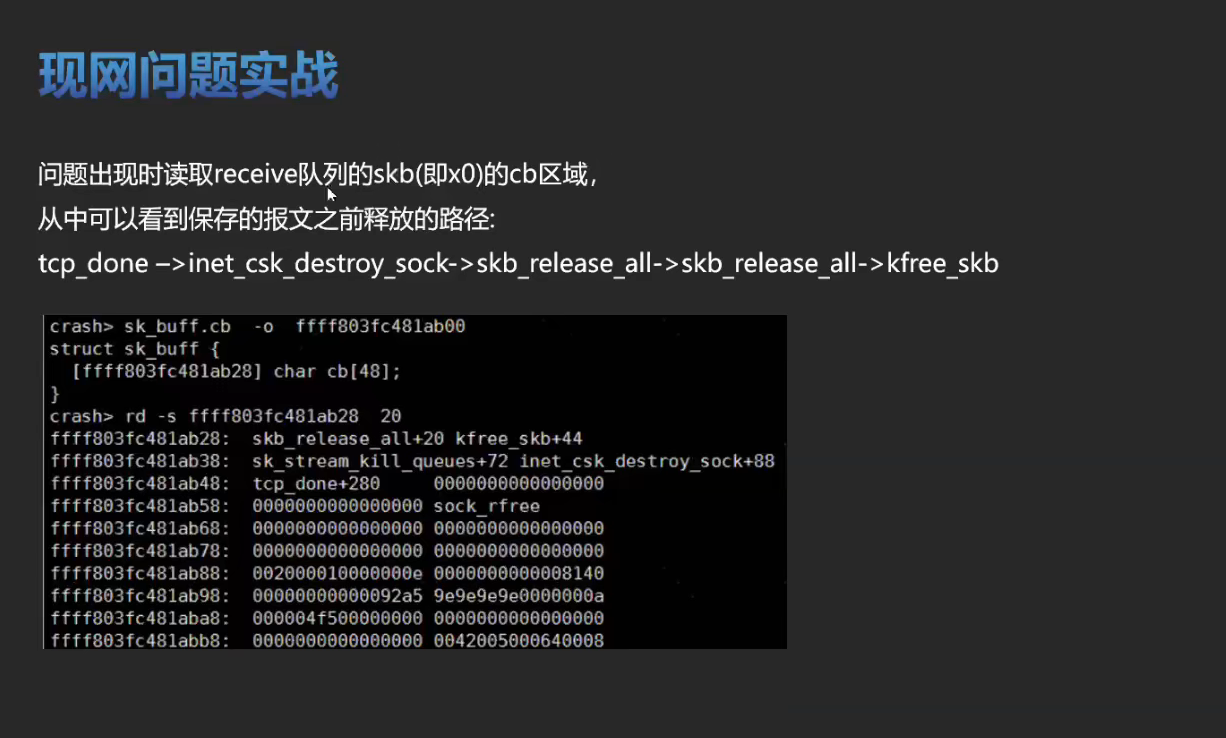 现网问题实战
问题出现时读取receive队列的skb(即x0)的cb区域，
从中可以看到保存的报文之前释放的路径:
tcp_done –>inet_csk_destroy_sock->skb_release_all->skb_release_all->kfree_skb
crash> sk_buff.cb  -o  ffff803fc481ab00
struct sk_buff {
  [ffff803fc481ab28] char cb[48];
}
crash> rd -s ffff803fc481ab28  20
ffff803fc481ab28:  skb_release_all+20 kfree_skb+44
ffff803fc481ab38:  sk_stream_kill_queues+72 inet_csk_destroy_sock+88
ffff803fc481ab48:  tcp_done+280     0000000000000000
ffff803fc481ab58:  0000000000000000 sock_rfree
ffff803fc481ab68:  0000000000000000 0000000000000000
ffff803fc481ab78:  0000000000000000 0000000000000000
ffff803fc481ab88:  002000010000000e 0000000000008140
ffff803fc481ab98:  00000000000092a5 9e9e9e9e0000000a
ffff803fc481aba8:  000004f500000000 0000000000000000
ffff803fc481abb8:  0000000000000000 0042005000640008